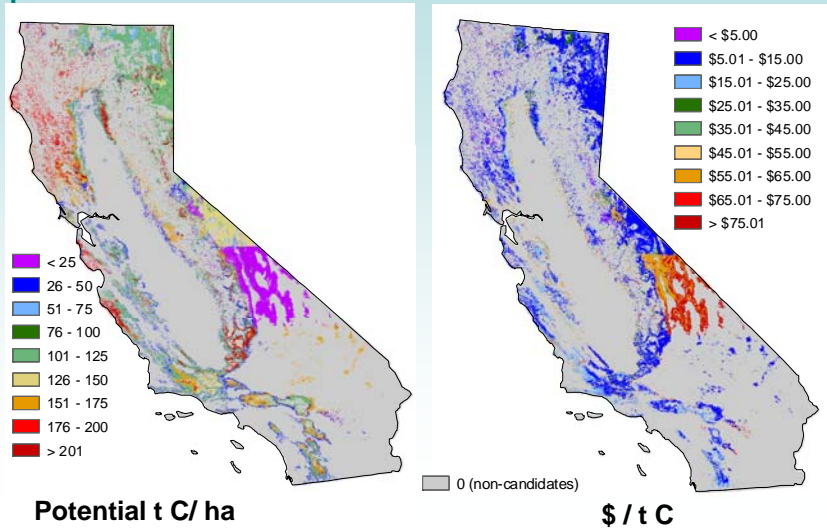 < 25
26 - 50
51 - 75
76 - 100
101 - 125
126 - 150
151 - 175
176 - 200
> 201
Potential t C/ ha
< $5.00
$5.01 - $15.00
$15.01 - $25.00
$25.01 - $35.00
$35.01 - $45.00
$45.01 - $55.00
$55.01 - $65.00
$65.01 - $75.00
> $75.01
0 (non-candidates)
$ / t C